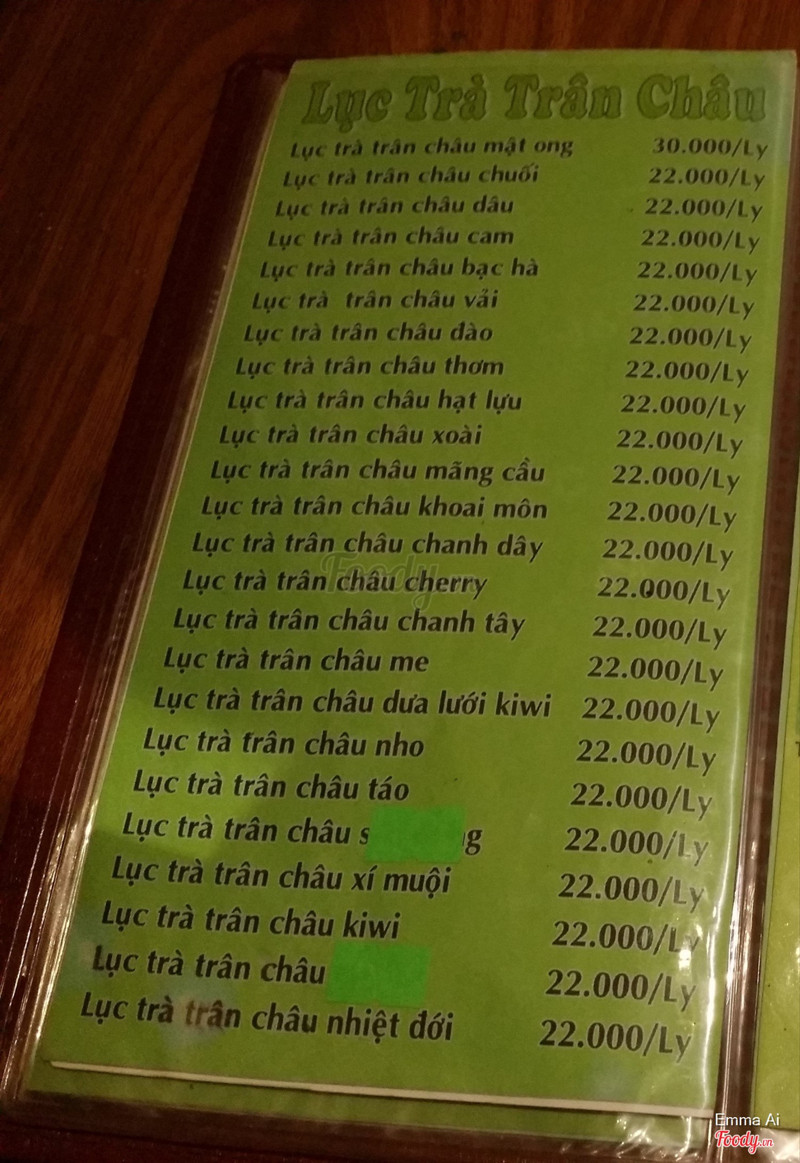 Lục Trà Trân Châu
Lục trà trân châu mật ong 30.000/Ly
Lục trà trân châu chuối 22.000/Ly
Lục trà trân châu dâu 22.000/Ly
Lục trà trân châu cam 22.000/Ly
Lục trà trân châu bạc hà 22.000/Ly
Lục trà trân châu vải 22.000/Ly
Lục trà trân châu đào 22.000/Ly
Lục trà trân châu thơm 22.000/Ly
Lục trà trân châu hạt lựu 22.000/Ly
Lục trà trân châu xoài 22.000/Ly
Lục trà trân châu mãng cầu 22.000/Ly
Lục trà trân châu khoai môn 22.000/Ly
Lục trà trân châu chanh dây 22.000/Ly
Lục trà trân châu cherry 22.000/Ly
Lục trà trân châu chanh tây 22.000/Ly
Lục trà trân châu me 22.000/Ly
Lục trà trân châu dưa lưới kiwi 22.000/Ly
Lục trà trân châu nho 22.000/Ly
Lục trà trân châu táo 22.000/Ly
Lục trà trân châu 22.000/Ly
Lục trà trân châu xí muội 22.000/Ly
Lục trà trân châu kiwi 22.000/Ly
Lục trà trân châu 22.000/Ly
Lục trà trân châu nhiệt đới 22.000/Ly
Foody
Emma Ai
Foody.vn